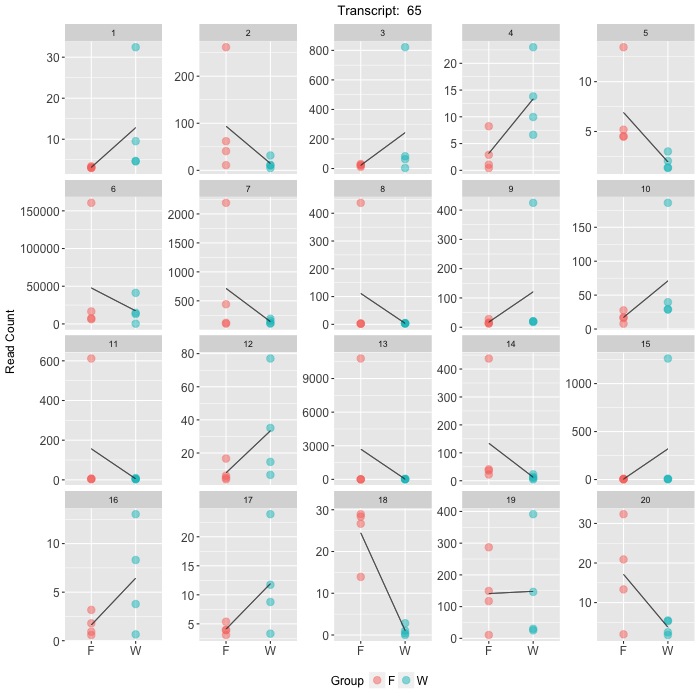 Transcript: 65
1 2 3 4 5
30 20 10
200 100 0
800 600 400 200 0
20 15 10 5 0
10 5
6 7 8 9 10
150000 100000 50000 0
2000 1500 1000 500
400 300 200 100 0
400 300 200 100 0
150 100 50 0
Read Count
11 12 13 14 15
600 400 200 0
80 60 40 20
9000 6000 3000 0
400 300 200 100 0
1000 500 0
16 17 18 19 20
10 5 0
20 15 10 5
30 20 10 0
400 300 200 100 0
30 20 10
F W F W F W F W F W
Group F W